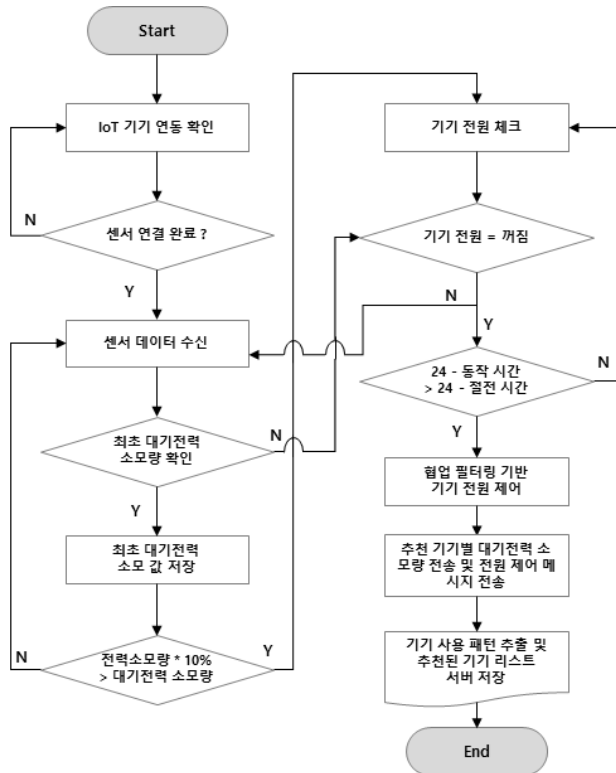 Start
IoT 기기 연동 확인
N
센서 연결 완료 ?
Y
센서 데이터 수신
최초 대기전력
소모량 확인
N
Y
최초 대기전력
소모 값 저장
N
전력소모량 * 10%
> 대기전력 소모량
Y
기기 전원 체크
기기 전원 = 꺼짐
N
Y
24 - 동작 시간
> 24 - 절전 시간
N
Y
협업 필터링 기반
기기 전원 제어
추천 기기별 대기전력 소
모량 전송 및 전원 제어 메
시지 전송
기기 사용 패턴 추출 및
추천된 기기 리스트
서버 저장
End